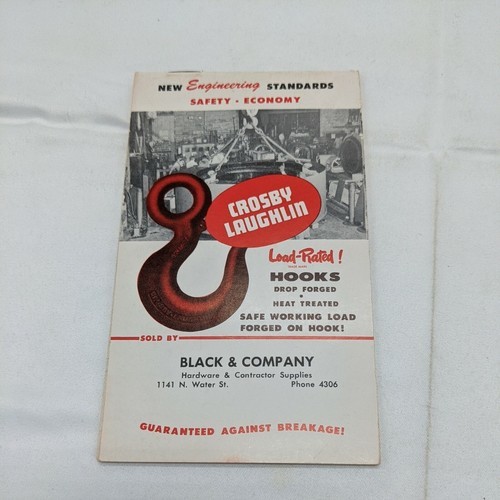 NEW Engineering STANDARDS
SAFETY - ECONOMY
CROSBY
LAUGHLIN
Load-Rated!
HOOKS
DROP FORGED
•
HEAT TREATED
SAFE WORKING LOAD
FORGED ON HOOK!
SOLD BY
BLACK & COMPANY
Hardware & Contractor Supplies
1141 N. Water St. Phone 4306
GUARANTEED AGAINST BREAKAGE!